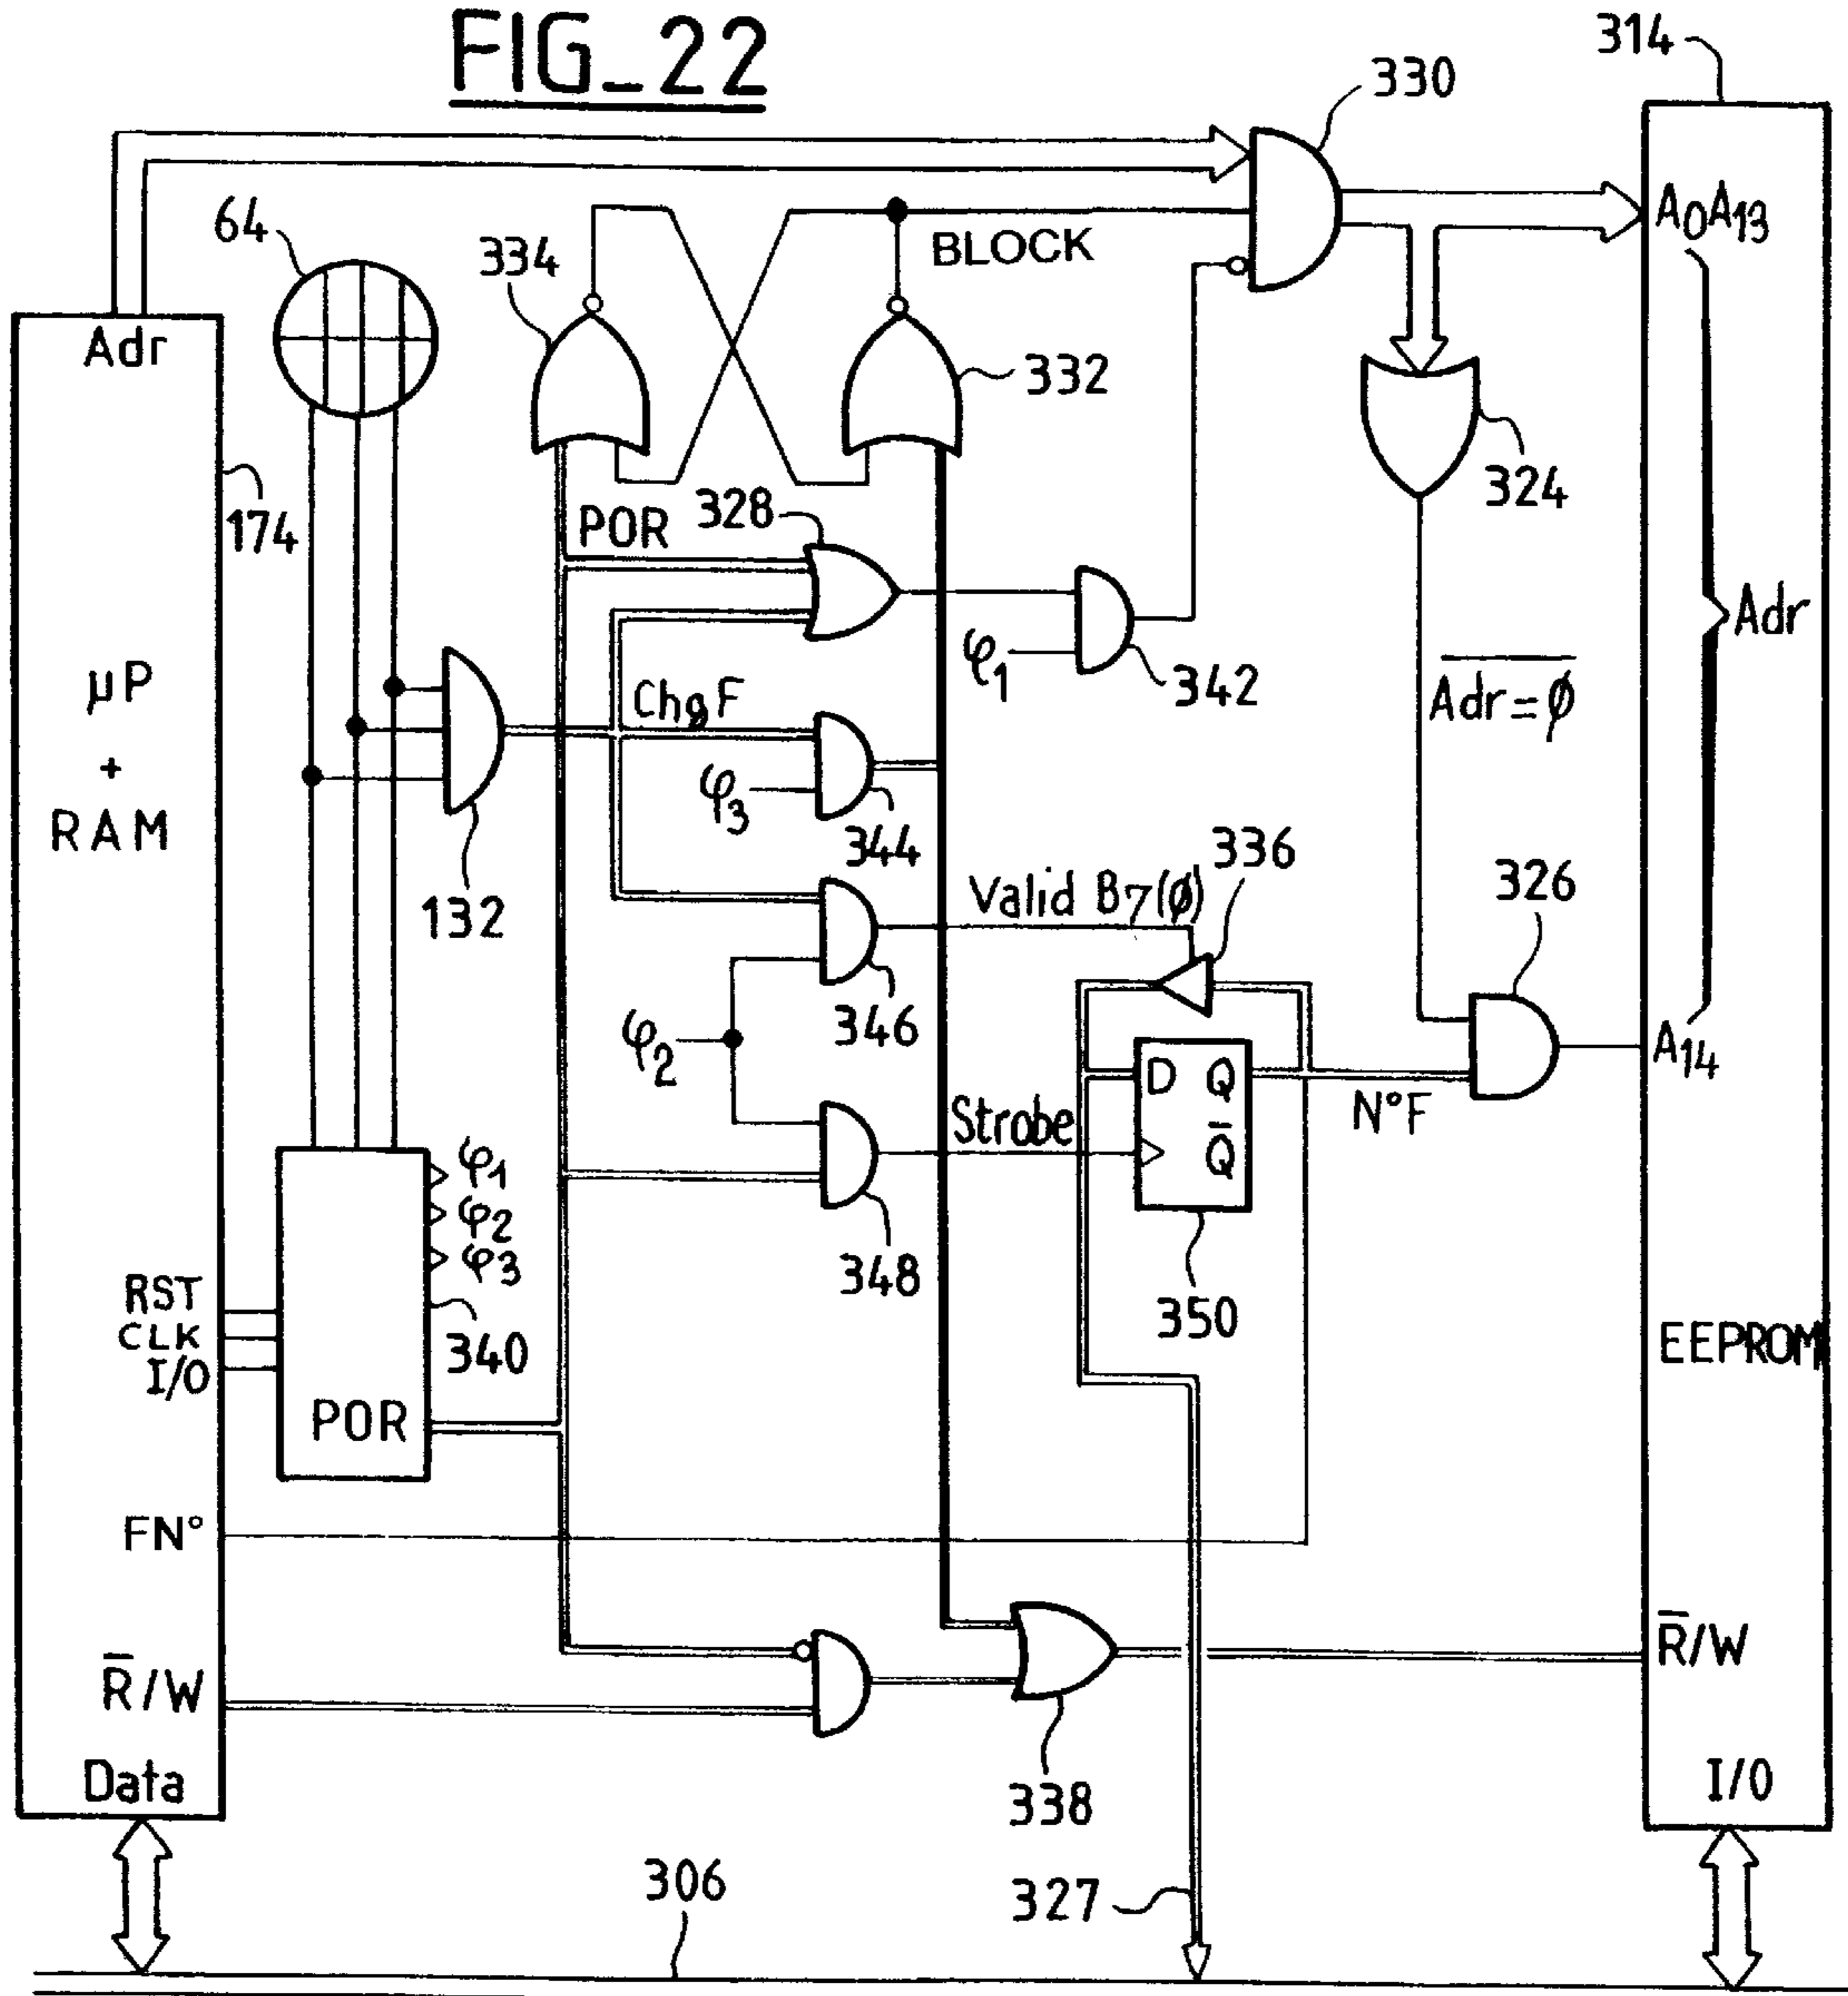 FIG_22
314
330
A0A13
64
334
BLOCK
Adr
332
324
174
POR
328
Adr
φ1
342
μP
+
RAM
ChgF
Adr=ø
φ3
344
336
132
Valid B7(ø)
326
346
φ2
A14
D Q
N°F
Strobe
Q̅
φ1
φ2
φ3
348
350
RST
CLK
I/O
340
EEPROM
POR
FN°
R̅/W
R̅/W
Data
338
I/O
306
327